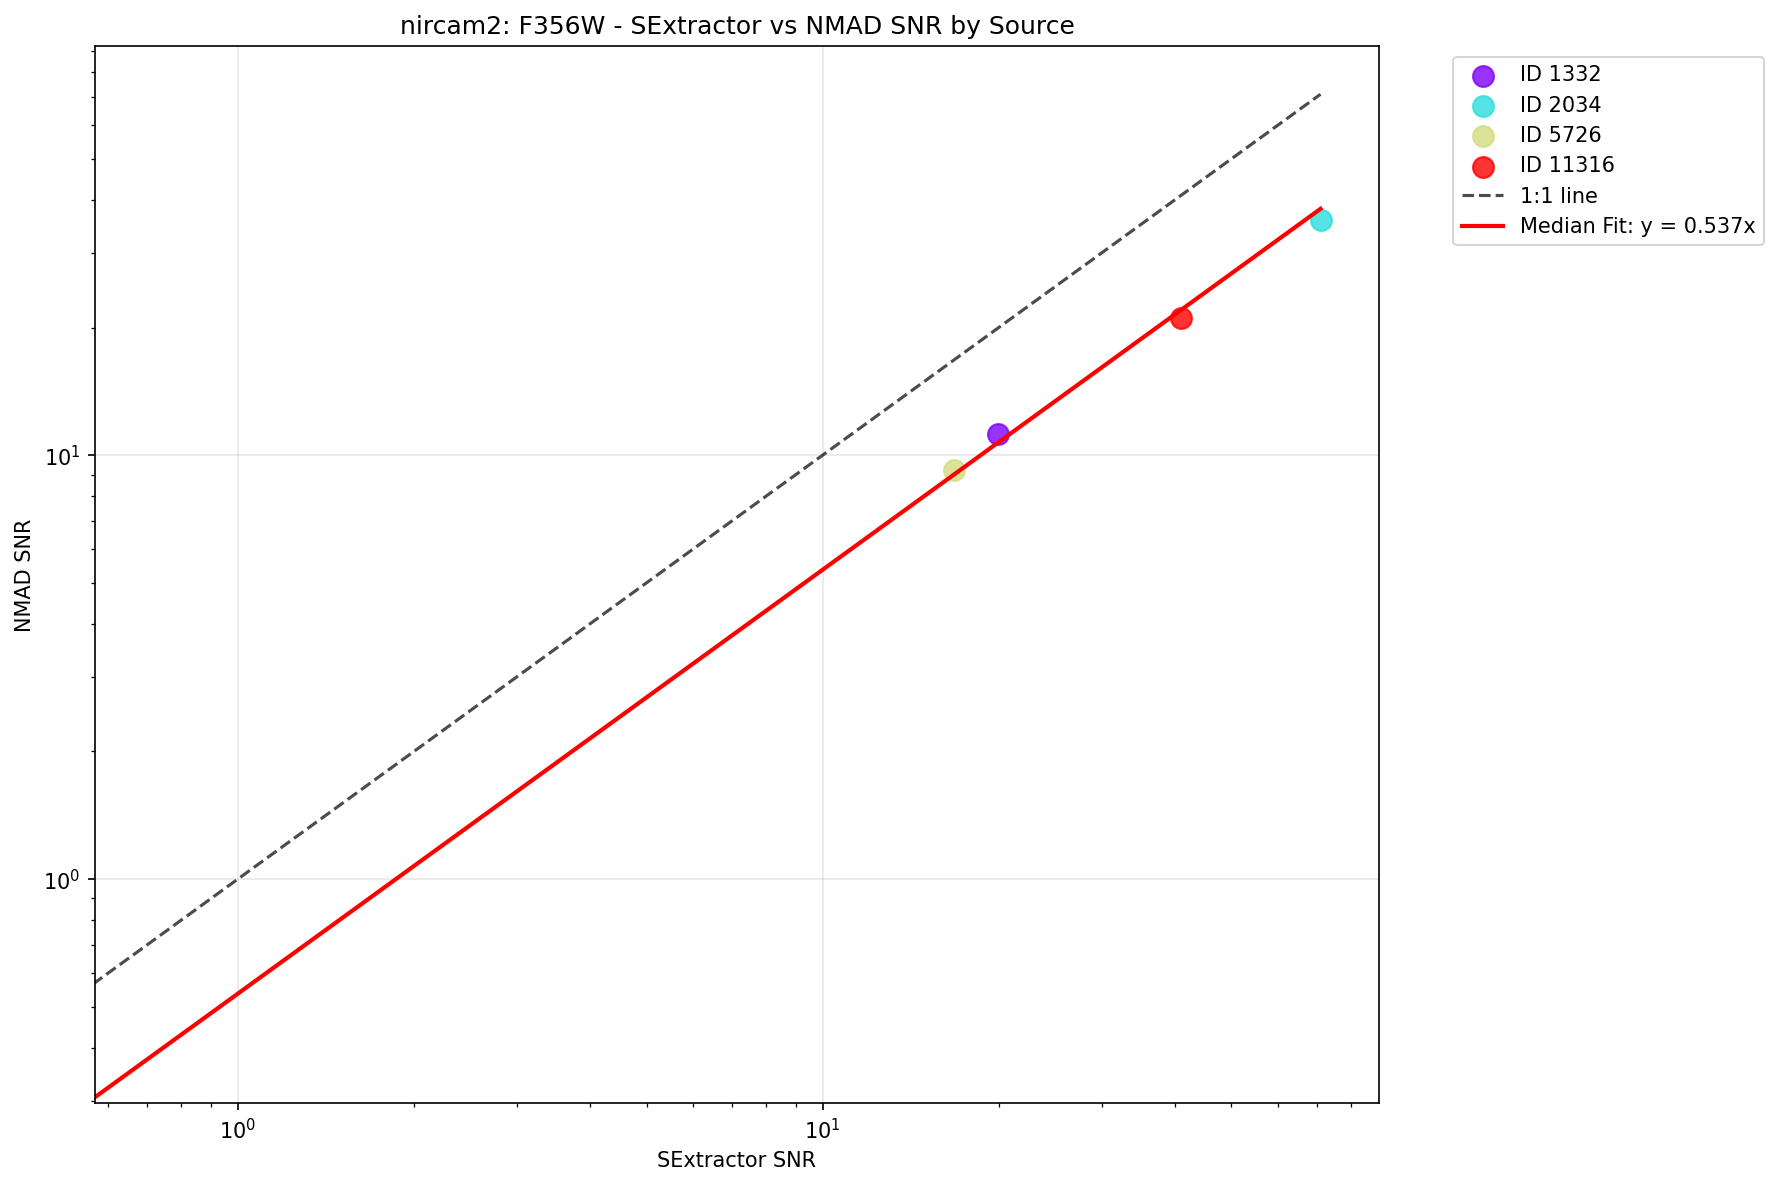 nircam2: F356W - SExtractor vs NMAD SNR by Source
ID 1332
ID 2034
ID 5726
ID 11316
1:1 line
Median Fit: y = 0.537x
NMAD SNR
10¹
10⁰
10⁰ 10¹
SExtractor SNR